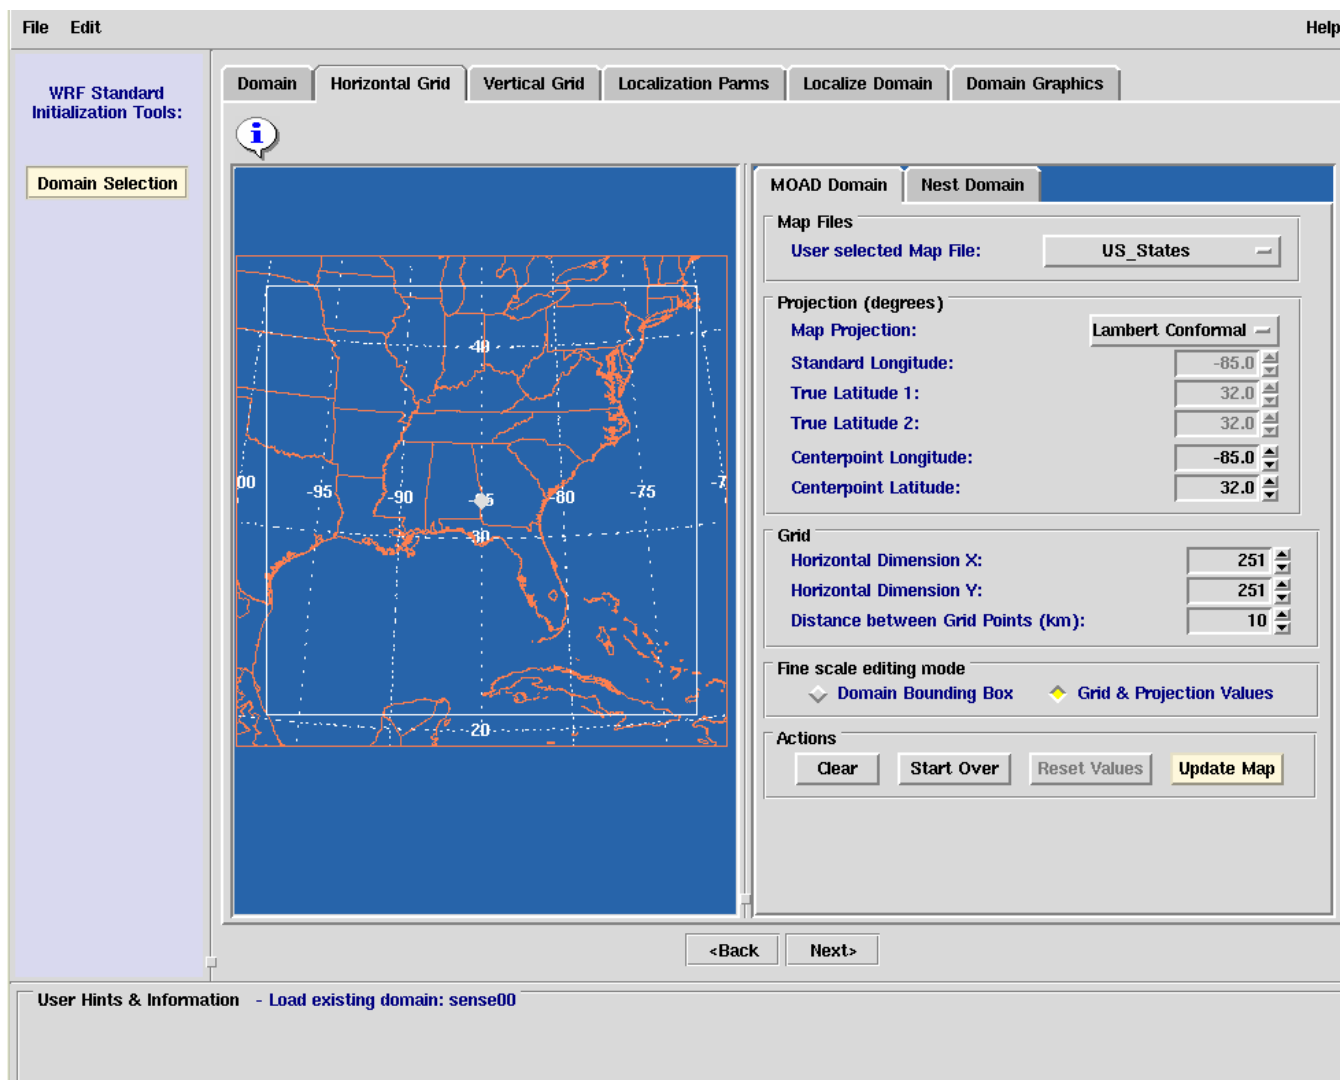 File Edit Help
WRF Standard
Initialization Tools:
Domain Selection
Domain Horizontal Grid Vertical Grid Localization Parms Localize Domain Domain Graphics
i
MOAD Domain Nest Domain
Map Files
User selected Map File: US_States
Projection (degrees)
Map Projection: Lambert Conformal
Standard Longitude: -85.0
True Latitude 1: 32.0
True Latitude 2: 32.0
Centerpoint Longitude: -85.0
Centerpoint Latitude: 32.0
Grid
Horizontal Dimension X: 251
Horizontal Dimension Y: 251
Distance between Grid Points (km): 10
Fine scale editing mode
Domain Bounding Box Grid & Projection Values
Actions
Clear Start Over Reset Values Update Map
-40
00 -95 -90 -80 -75 -7
-30
-20
<Back Next>
User Hints & Information - Load existing domain: sense00